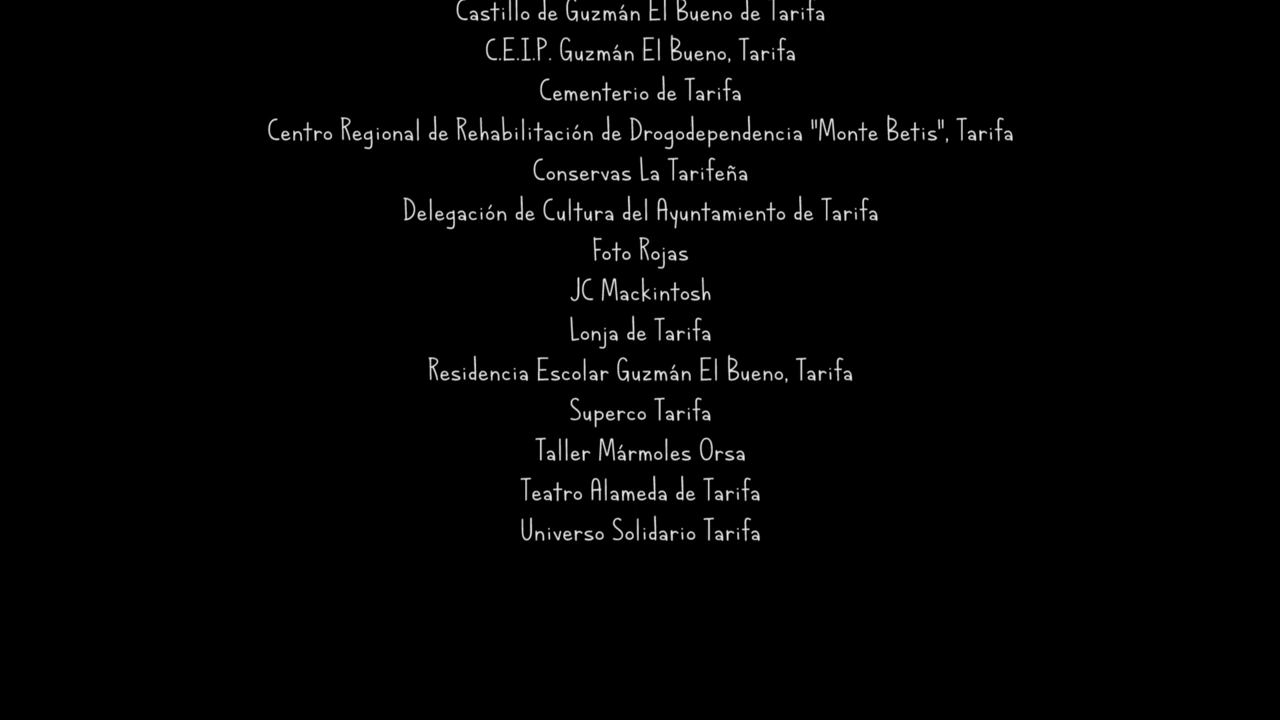 Castillo de Guzmán El Bueno de Tarifa
C.E.I.P. Guzmán El Bueno, Tarifa
Cementerio de Tarifa
Centro Regional de Rehabilitación de Drogodependencia "Monte Betis", Tarifa
Conservas La Tarifeña
Delegación de Cultura del Ayuntamiento de Tarifa
Foto Rojas
JC Mackintosh
Lonja de Tarifa
Residencia Escolar Guzmán El Bueno, Tarifa
Superco Tarifa
Taller Mármoles Orsa
Teatro Alameda de Tarifa
Universo Solidario Tarifa